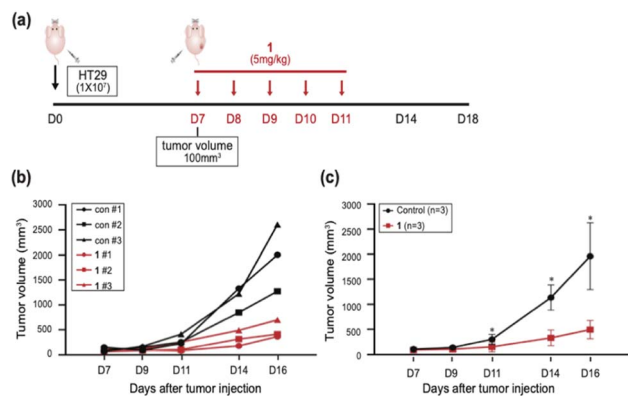 (a)
HT29
(1X10⁷)
1
(5mg/kg)
D0
D7
D8
D9
D10
D11
D14
D18
tumor volume
100mm³
(b)
Tumor volume (mm³)
3000
2500
2000
1500
1000
500
0
con #1
con #2
con #3
1 #1
1 #2
1 #3
D7
D9
D11
D14
D16
Days after tumor injection
(c)
Tumor volume (mm³)
3000
2500
2000
1500
1000
500
0
Control (n=3)
1 (n=3)
*
*
*
D7
D9
D11
D14
D16
Days after tumor injection